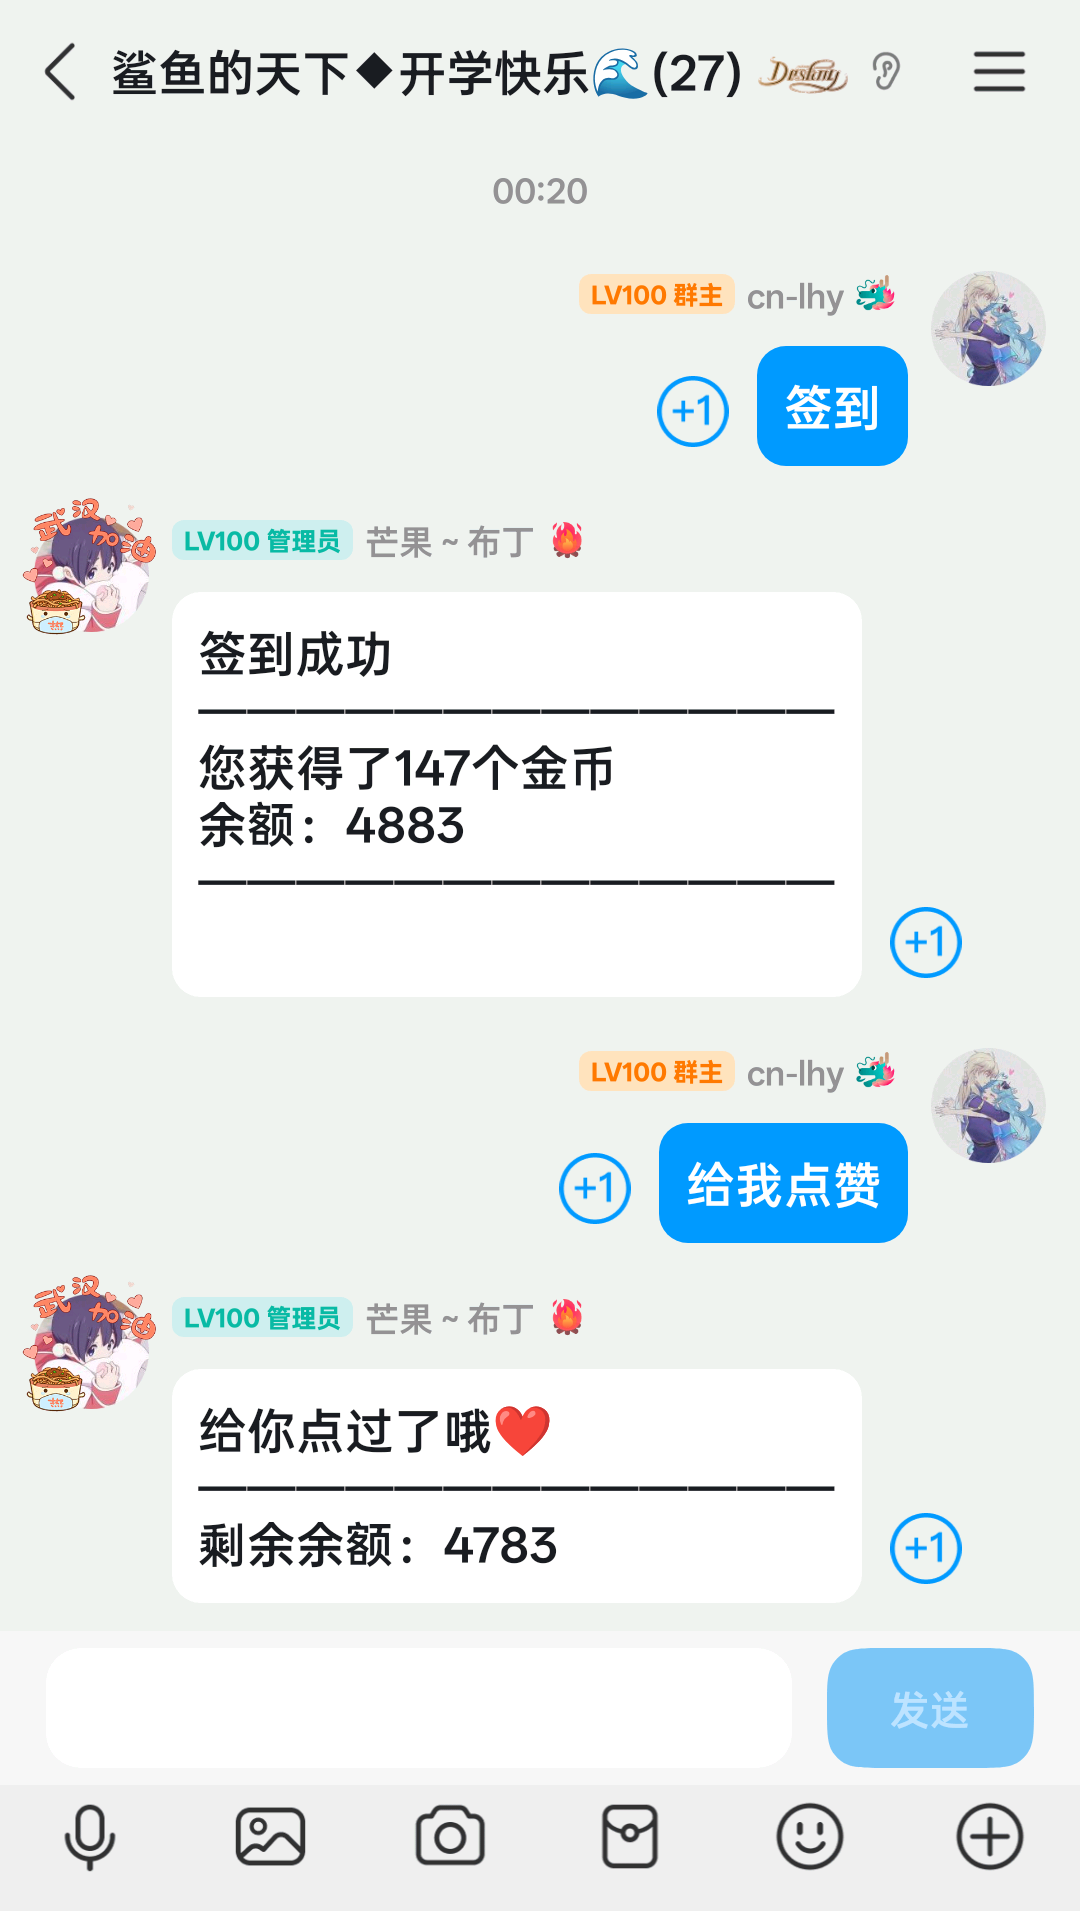 鲨鱼的天下◆开学快乐🌊(27) Destiny
00:20
LV100 群主 cn-lhy
+1 签到
武汉加油
LV100 管理员 芒果 ~ 布丁
签到成功
—————————————
您获得了147个金币
余额：4883
—————————————
+1
LV100 群主 cn-lhy
+1 给我点赞
武汉加油
LV100 管理员 芒果 ~ 布丁
给你点过了哦❤️
—————————————
剩余余额：4783
+1
发送